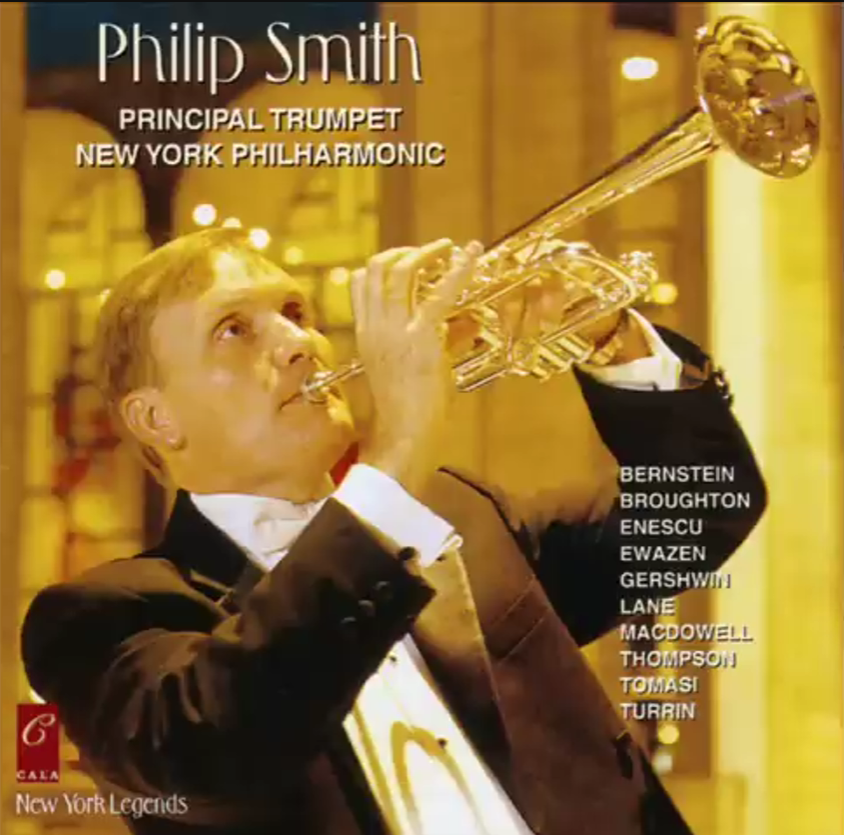 Philip Smith
PRINCIPAL TRUMPET
NEW YORK PHILHARMONIC
BERNSTEIN
BROUGHTON
ENESCU
EWAZEN
GERSHWIN
LANE
MACDOWELL
THOMPSON
TOMASI
TURRIN
C
CALA
New York Legends